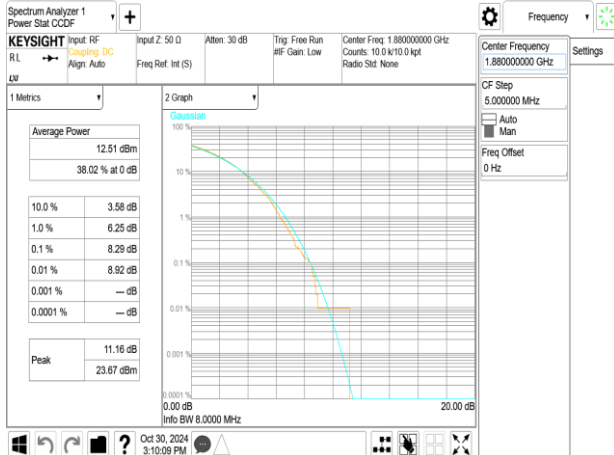 Spectrum Analyzer 1
Power Stat CCDF
Frequency
KEYSIGHT
RL
Input: RF
Coupling: DC
Align: Auto
Input Z: 50 Ω
Freq Ref: Int (S)
Atten: 30 dB
Trig: Free Run
#IF Gain: Low
Center Freq: 1.880000000 GHz
Counts: 10.0 k/10.0 kpt
Radio Std: None
Center Frequency
1.880000000 GHz
Settings
CF Step
5.000000 MHz
Auto
Man
Freq Offset
0 Hz
1 Metrics
Average Power
12.51 dBm
38.02 % at 0 dB
10.0 % 3.58 dB
1.0 % 6.25 dB
0.1 % 8.29 dB
0.01 % 8.92 dB
0.001 % --- dB
0.0001 % --- dB
Peak
11.16 dB
23.67 dBm
2 Graph
Gaussian
100 %
10 %
1 %
0.1 %
0.01 %
0.001 %
0.0001 %
0.00 dB 20.00 dB
Info BW 8.0000 MHz
Oct 30, 2024
3:10:09 PM